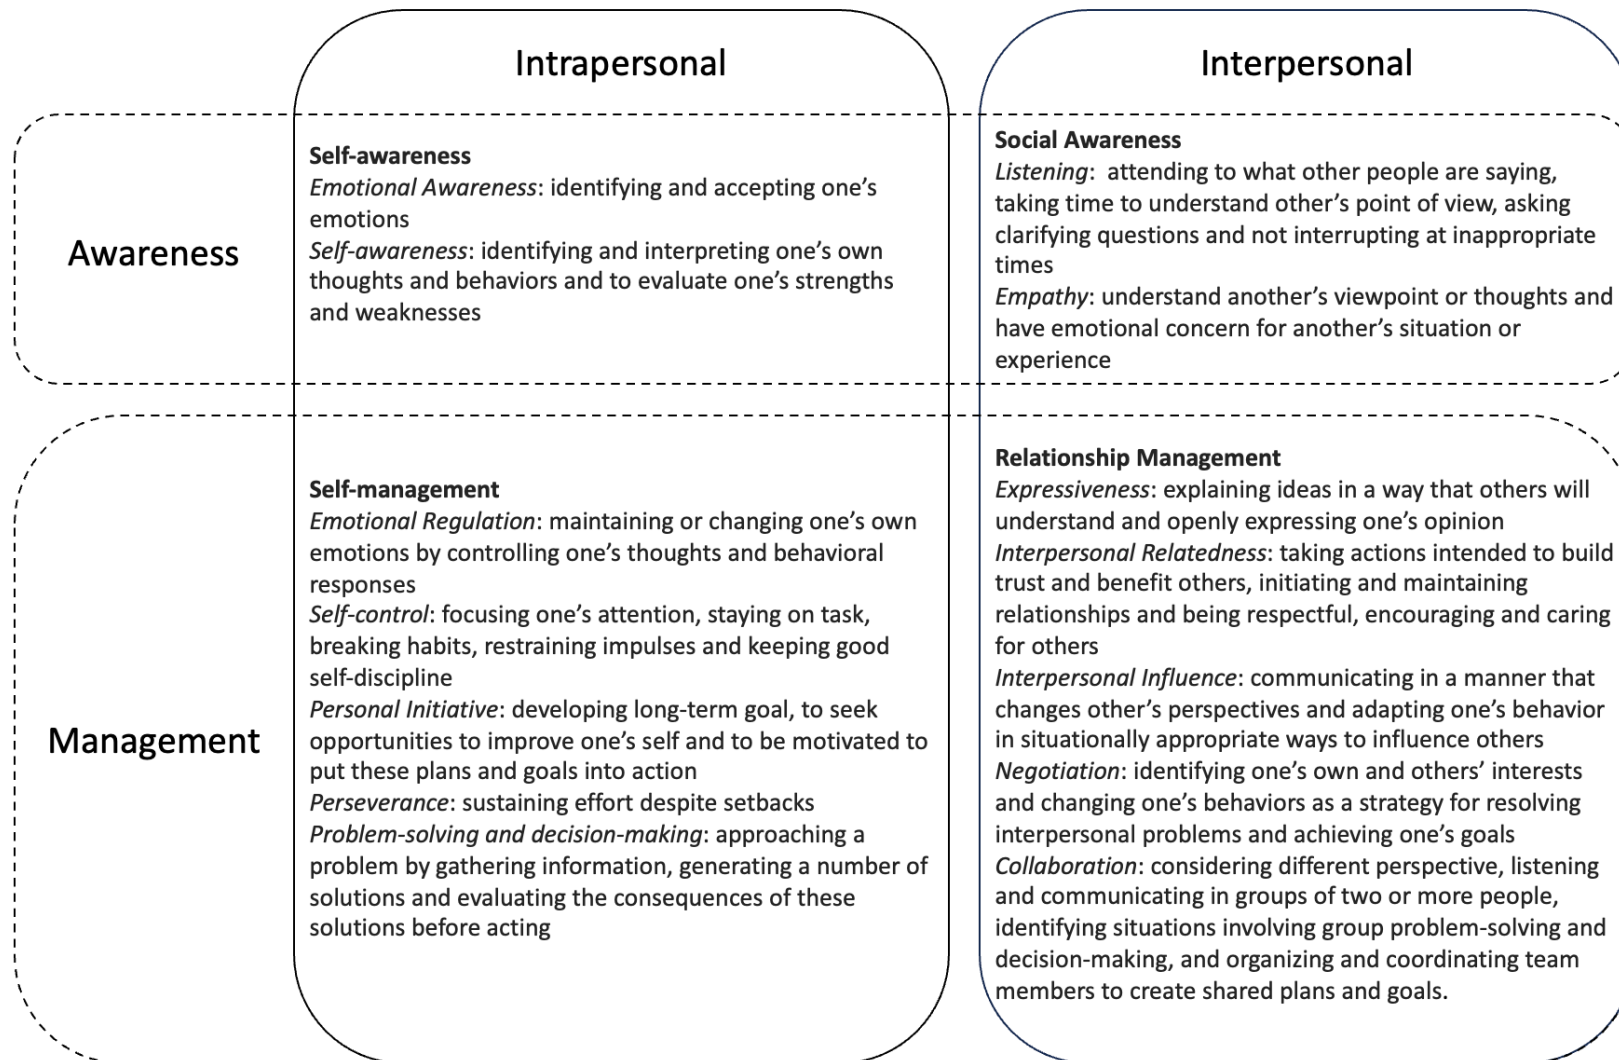 Intrapersonal
Interpersonal
Awareness
Self-awareness
Emotional Awareness: identifying and accepting one’s
emotions
Self-awareness: identifying and interpreting one’s own
thoughts and behaviors and to evaluate one’s strengths
and weaknesses
Social Awareness
Listening:  attending to what other people are saying,
taking time to understand other’s point of view, asking
clarifying questions and not interrupting at inappropriate
times
Empathy: understand another’s viewpoint or thoughts and
have emotional concern for another’s situation or
experience
Management
Self-management
Emotional Regulation: maintaining or changing one’s own
emotions by controlling one’s thoughts and behavioral
responses
Self-control: focusing one’s attention, staying on task,
breaking habits, restraining impulses and keeping good
self-discipline
Personal Initiative: developing long-term goal, to seek
opportunities to improve one’s self and to be motivated to
put these plans and goals into action
Perseverance: sustaining effort despite setbacks
Problem-solving and decision-making: approaching a
problem by gathering information, generating a number of
solutions and evaluating the consequences of these
solutions before acting
Relationship Management
Expressiveness: explaining ideas in a way that others will
understand and openly expressing one’s opinion
Interpersonal Relatedness: taking actions intended to build
trust and benefit others, initiating and maintaining
relationships and being respectful, encouraging and caring
for others
Interpersonal Influence: communicating in a manner that
changes other’s perspectives and adapting one’s behavior
in situationally appropriate ways to influence others
Negotiation: identifying one’s own and others’ interests
and changing one’s behaviors as a strategy for resolving
interpersonal problems and achieving one’s goals
Collaboration: considering different perspective, listening
and communicating in groups of two or more people,
identifying situations involving group problem-solving and
decision-making, and organizing and coordinating team
members to create shared plans and goals.